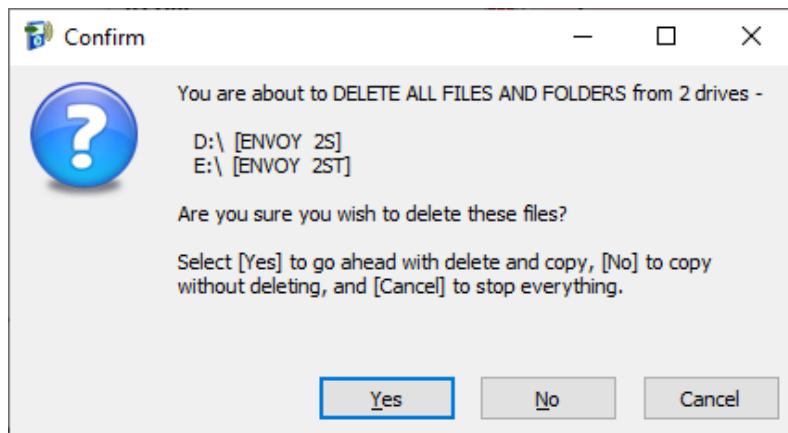 Confirm
You are about to DELETE ALL FILES AND FOLDERS from 2 drives -
D:\ [ENVOY 2S]
E:\ [ENVOY 2ST]
Are you sure you wish to delete these files?
Select [Yes] to go ahead with delete and copy, [No] to copy
without deleting, and [Cancel] to stop everything.
Yes
No
Cancel